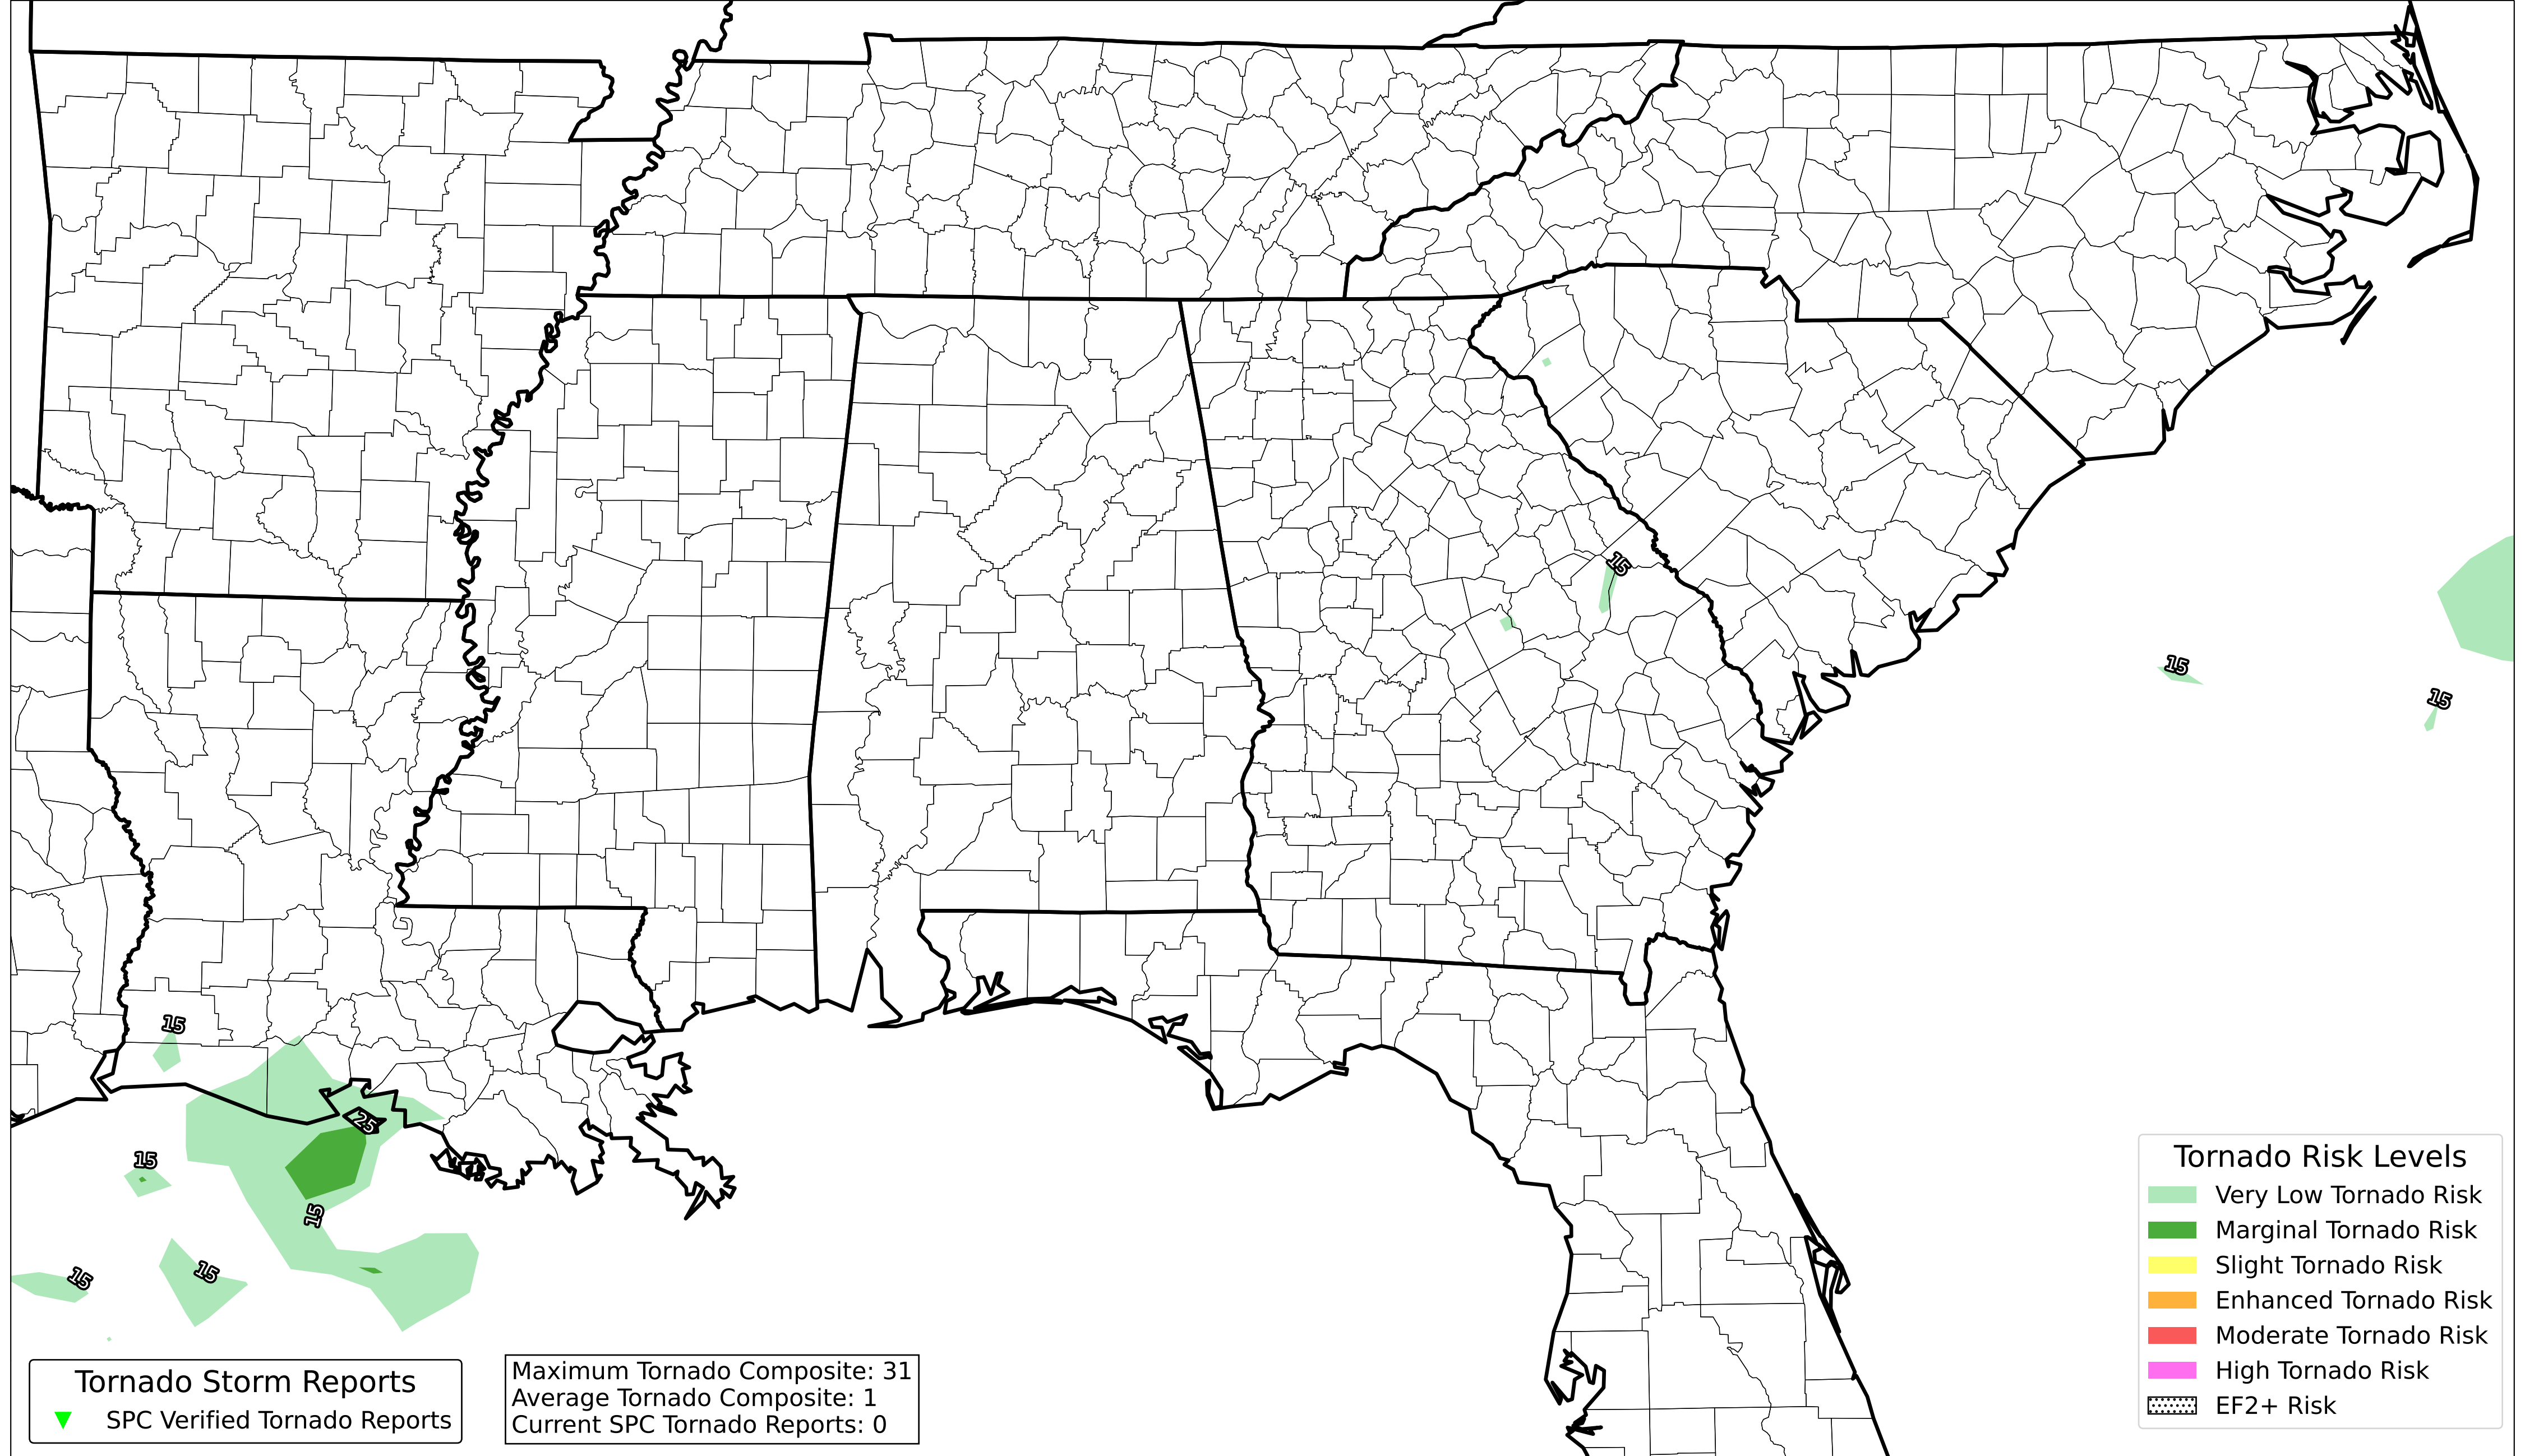 15
15
15
15
25
15
15
15
15
Tornado Risk Levels
Very Low Tornado Risk
Marginal Tornado Risk
Slight Tornado Risk
Enhanced Tornado Risk
Moderate Tornado Risk
High Tornado Risk
EF2+ Risk
Tornado Storm Reports
SPC Verified Tornado Reports
Maximum Tornado Composite: 31
Average Tornado Composite: 1
Current SPC Tornado Reports: 0